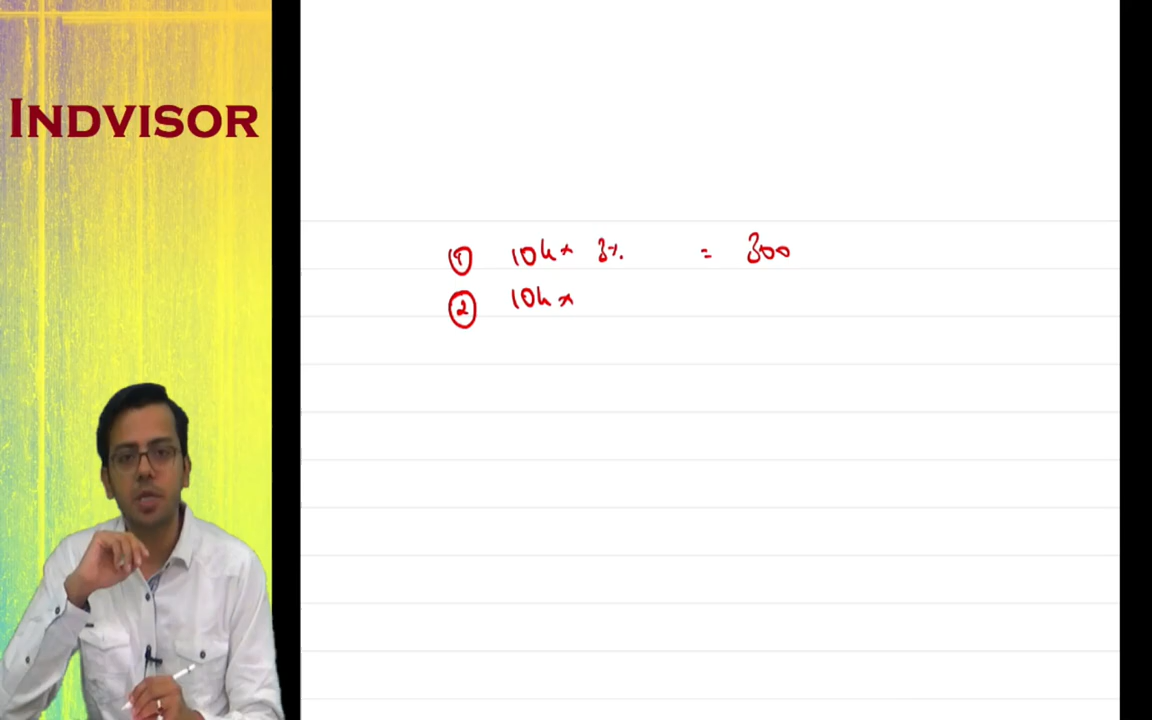 INDVISOR
① 10k × 3% = 300
② 10k ×